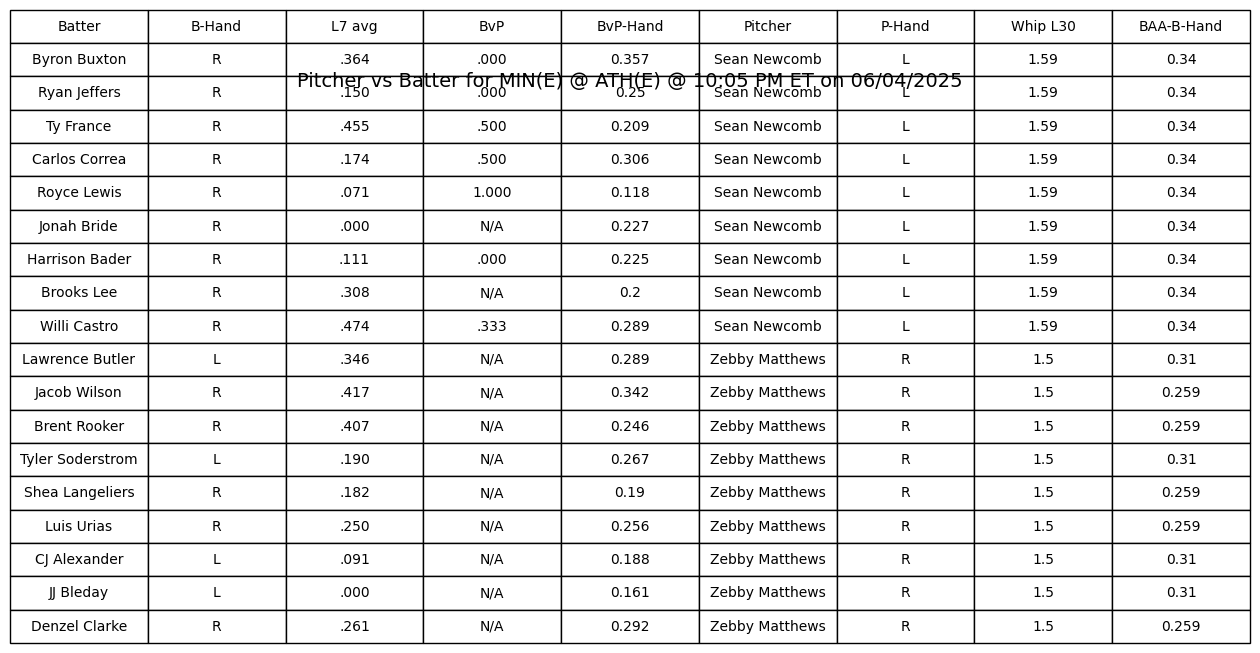 Batter B-Hand L7 avg BvP BvP-Hand Pitcher P-Hand Whip L30 BAA-B-Hand
Byron Buxton R .364 .000 0.357 Sean Newcomb L 1.59 0.34
Pitcher vs Batter for MIN(E) @ ATH(E) @ 10:05 PM ET on 06/04/2025
Ryan Jeffers R .150 .000 0.25 Sean Newcomb L 1.59 0.34
Ty France R .455 .500 0.209 Sean Newcomb L 1.59 0.34
Carlos Correa R .174 .500 0.306 Sean Newcomb L 1.59 0.34
Royce Lewis R .071 1.000 0.118 Sean Newcomb L 1.59 0.34
Jonah Bride R .000 N/A 0.227 Sean Newcomb L 1.59 0.34
Harrison Bader R .111 .000 0.225 Sean Newcomb L 1.59 0.34
Brooks Lee R .308 N/A 0.2 Sean Newcomb L 1.59 0.34
Willi Castro R .474 .333 0.289 Sean Newcomb L 1.59 0.34
Lawrence Butler L .346 N/A 0.289 Zebby Matthews R 1.5 0.31
Jacob Wilson R .417 N/A 0.342 Zebby Matthews R 1.5 0.259
Brent Rooker R .407 N/A 0.246 Zebby Matthews R 1.5 0.259
Tyler Soderstrom L .190 N/A 0.267 Zebby Matthews R 1.5 0.31
Shea Langeliers R .182 N/A 0.19 Zebby Matthews R 1.5 0.259
Luis Urias R .250 N/A 0.256 Zebby Matthews R 1.5 0.259
CJ Alexander L .091 N/A 0.188 Zebby Matthews R 1.5 0.31
JJ Bleday L .000 N/A 0.161 Zebby Matthews R 1.5 0.31
Denzel Clarke R .261 N/A 0.292 Zebby Matthews R 1.5 0.259